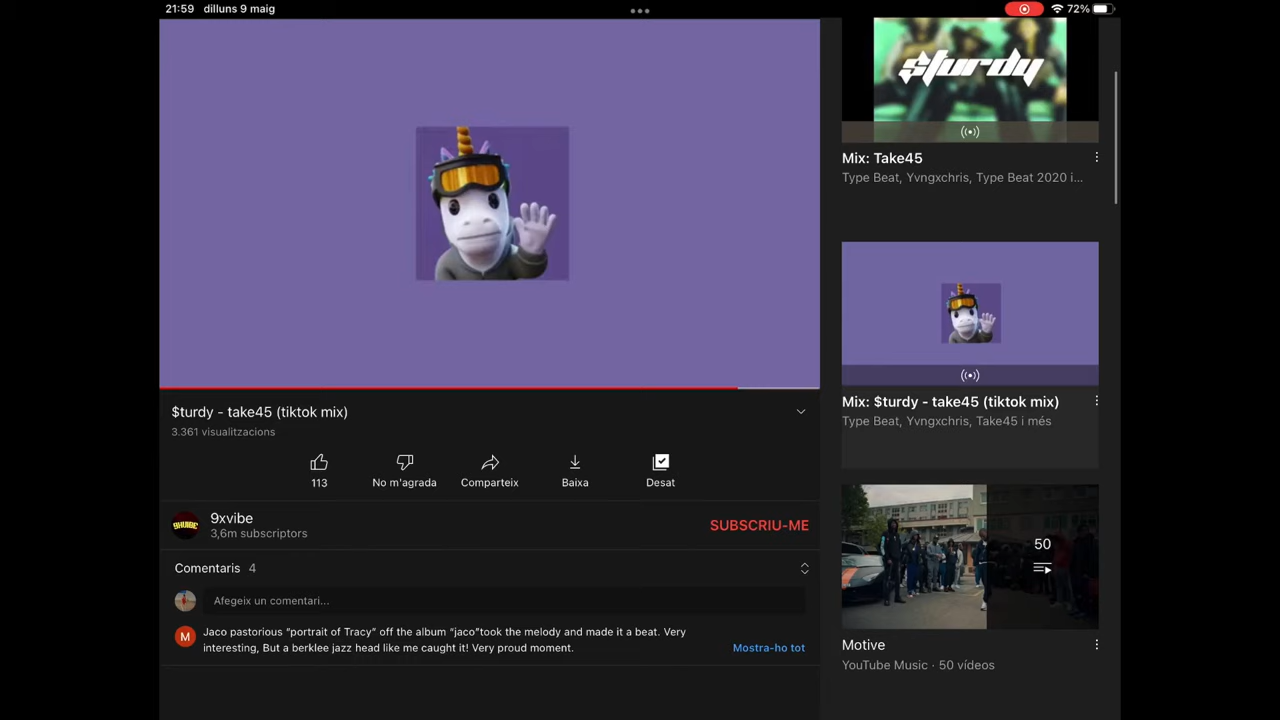 21:59 dilluns 9 maig
72%
$turdy - take45 (tiktok mix)
3.361 visualitzacions
113
No m'agrada
Comparteix
Baixa
Desat
9xvibe
3,6m subscriptors
SUBSCRIU-ME
Comentaris 4
Afegeix un comentari...
M
Jaco pastorious “portrait of Tracy” off the album “jaco”took the melody and made it a beat. Very
interesting, But a berklee jazz head like me caught it! Very proud moment.
Mostra-ho tot
$turdy
Mix: Take45
Type Beat, Yvngxchris, Type Beat 2020 i...
Mix: $turdy - take45 (tiktok mix)
Type Beat, Yvngxchris, Take45 i més
50
Motive
YouTube Music · 50 vídeos